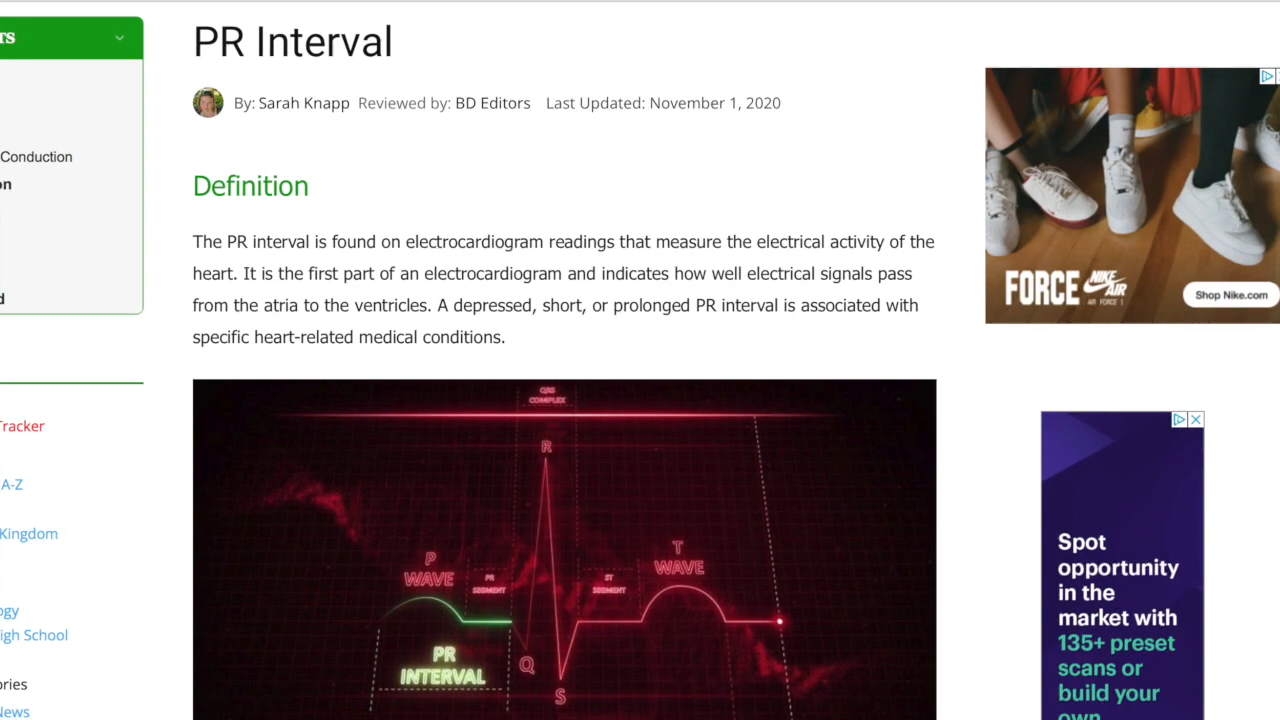 PR Interval
By: Sarah Knapp Reviewed by: BD Editors Last Updated: November 1, 2020
Definition
The PR interval is found on electrocardiogram readings that measure the electrical activity of the
heart. It is the first part of an electrocardiogram and indicates how well electrical signals pass
from the atria to the ventricles. A depressed, short, or prolonged PR interval is associated with
specific heart-related medical conditions.
QRS
COMPLEX
R
P
WAVE
PR
SEGMENT
ST
SEGMENT
T
WAVE
PR
INTERVAL
Q
S
Conduction
Tracker
A-Z
Kingdom
High School
News
FORCE
NIKE
AIR
AIR FORCE 1
Shop Nike.com
Spot
opportunity
in the
market with
135+ preset
scans or
build your
own